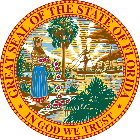 GREAT SEAL OF THE STATE OF FLORIDA
IN GOD WE TRUST